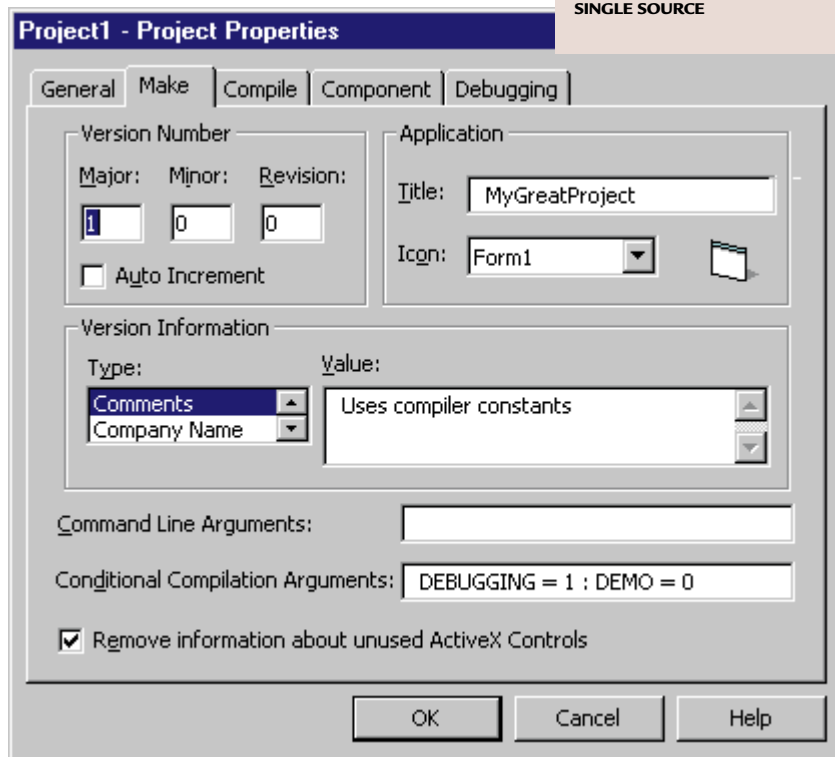 SINGLE SOURCE
Project1 - Project Properties
General Make Compile Component Debugging
Version Number
Major: Minor: Revision:
1 0 0
Auto Increment
Application
Title: MyGreatProject
Icon: Form1
Version Information
Type: Value:
Comments Uses compiler constants
Company Name
Command Line Arguments:
Conditional Compilation Arguments: DEBUGGING = 1 : DEMO = 0
Remove information about unused ActiveX Controls
OK Cancel Help